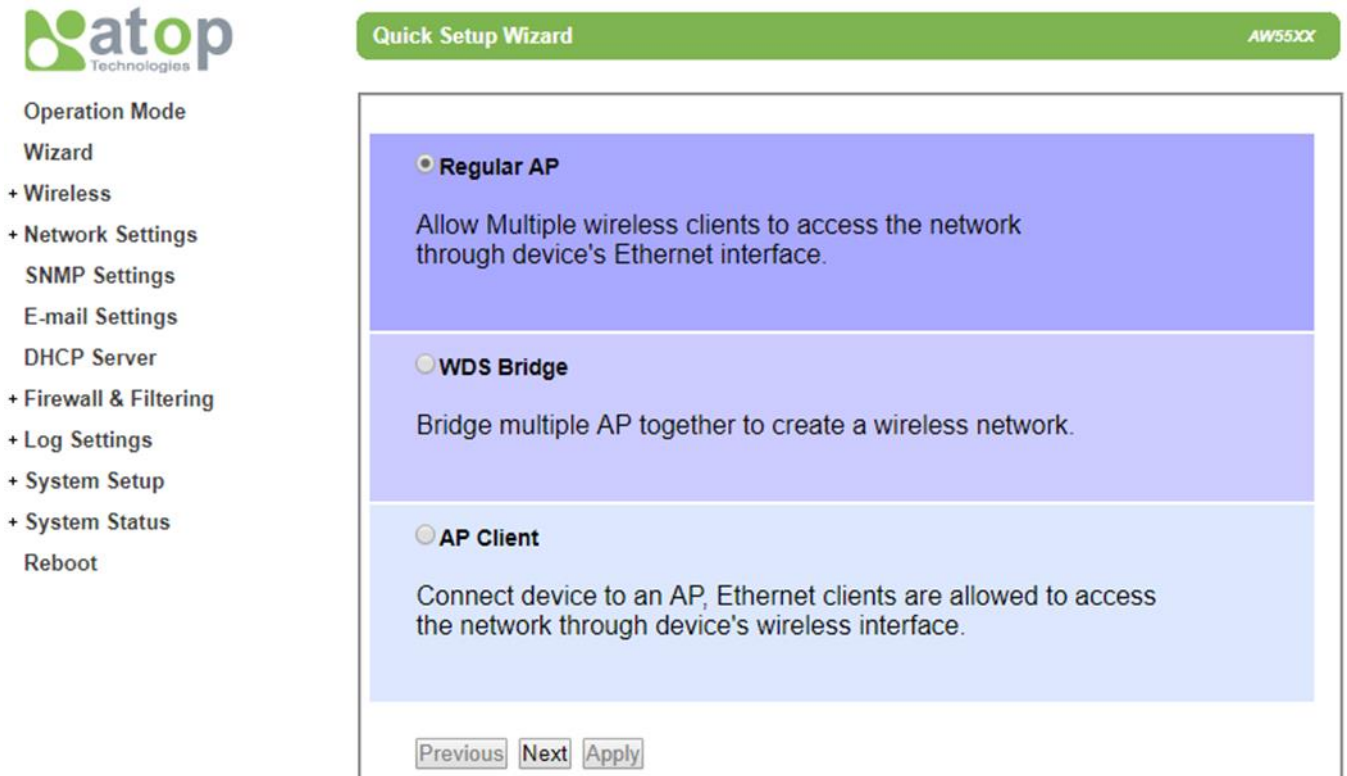 atop
Technologies
Operation Mode
Wizard
+ Wireless
+ Network Settings
SNMP Settings
E-mail Settings
DHCP Server
+ Firewall & Filtering
+ Log Settings
+ System Setup
+ System Status
Reboot
Quick Setup Wizard AW55XX
Regular AP
Allow Multiple wireless clients to access the network
through device's Ethernet interface.
WDS Bridge
Bridge multiple AP together to create a wireless network.
AP Client
Connect device to an AP, Ethernet clients are allowed to access
the network through device's wireless interface.
Previous Next Apply